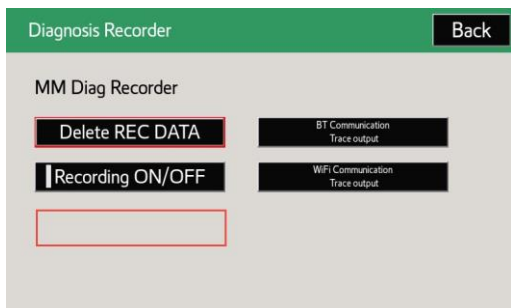 Diagnosis Recorder
Back
MM Diag Recorder
Delete REC DATA
BT Communication
Trace output
Recording ON/OFF
WiFi Communication
Trace output